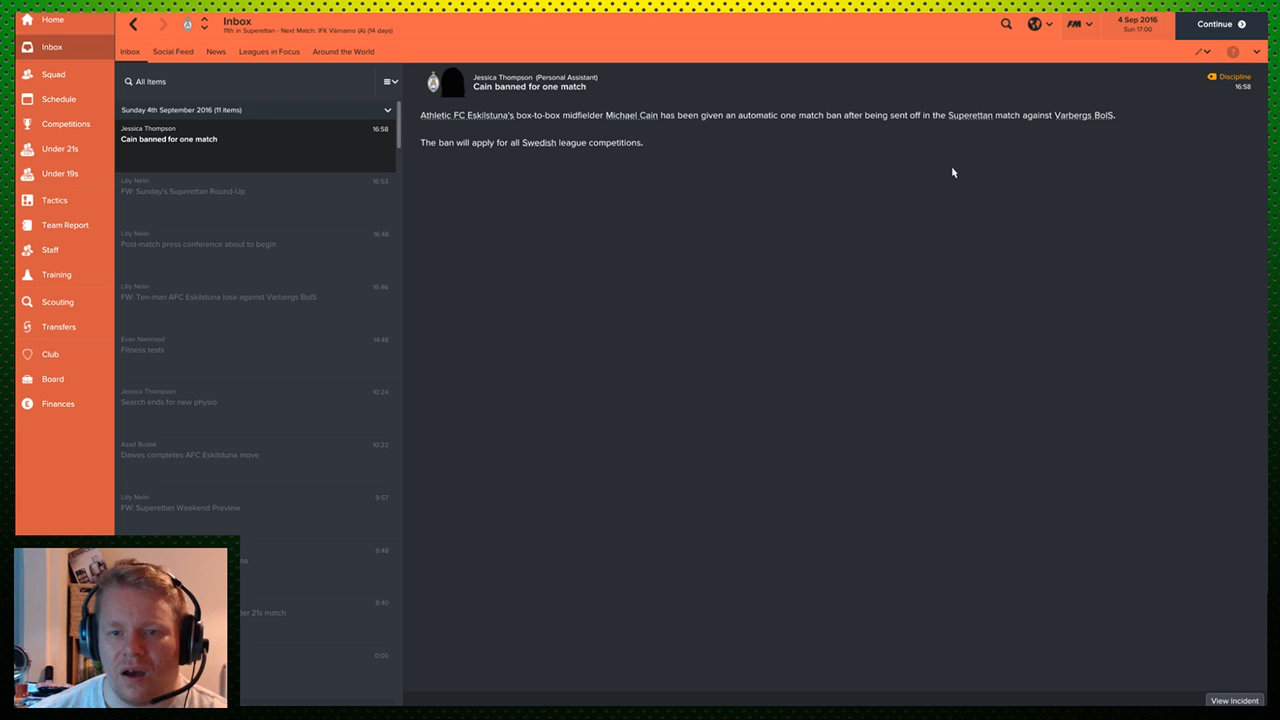 Home
Inbox
Squad
Schedule
Competitions
Under 21s
Under 19s
Tactics
Team Report
Staff
Training
Scouting
Transfers
Club
Board
Finances
Inbox
11th in Superettan - Next Match: IFK Värnamo (A) (14 days)
FM
4 Sep 2016
Sun 17:00
Continue
Inbox
Social Feed
News
Leagues in Focus
Around the World
All Items
Sunday 4th September 2016 (11 items)
Jessica Thompson 16:58
Cain banned for one match
Lilly Nelin 16:53
FW: Sunday's Superettan Round-Up
Lilly Nelin 16:48
Post-match press conference about to begin
Lilly Nelin 16:46
FW: Ten-man AFC Eskilstuna lose against Varbergs BoIS
Evan Namrood 14:48
Fitness tests
Jessica Thompson 10:24
Search ends for new physio
Azad Budak 10:22
Dawes completes AFC Eskilstuna move
Lilly Nelin 9:57
FW: Superettan Weekend Preview
9:48
8:40
der 21s match
0:00
Jessica Thompson (Personal Assistant)
Cain banned for one match
Discipline
16:58
Athletic FC Eskilstuna's box-to-box midfielder Michael Cain has been given an automatic one match ban after being sent off in the Superettan match against Varbergs BoIS.
The ban will apply for all Swedish league competitions.
View Incident